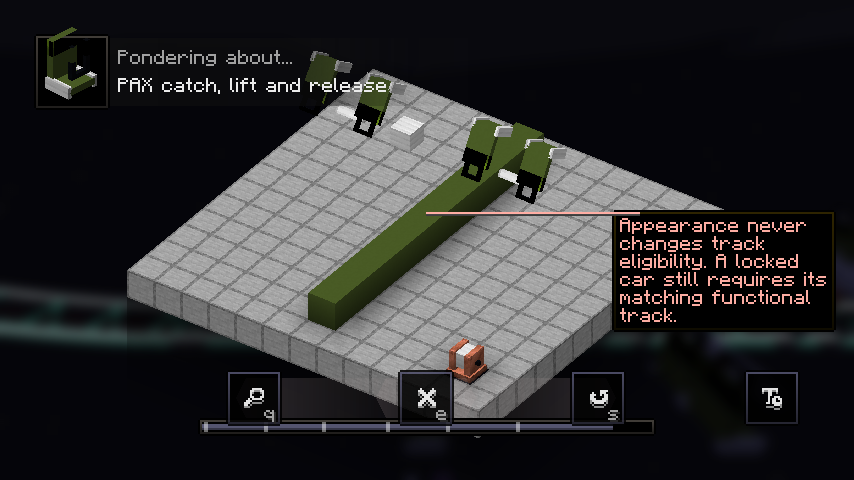 Pondering about...
PAX catch, lift and release
Appearance never
changes track
eligibility. A locked
car still requires its
matching functional
track.
q
e
s
T